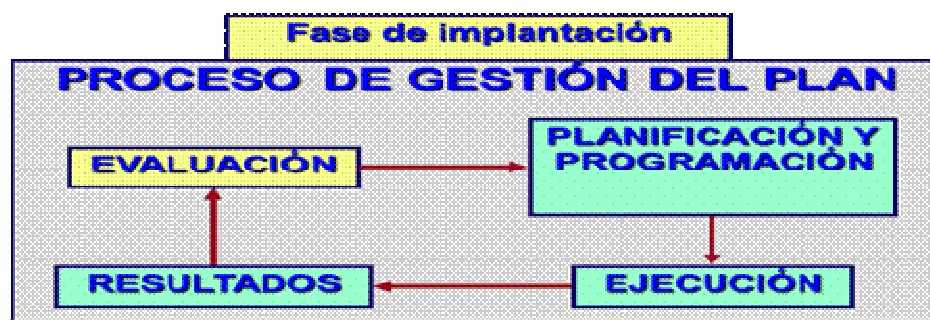 Fase de implantación
PROCESO DE GESTIÓN DEL PLAN
EVALUACIÓN
PLANIFICACIÓN Y
PROGRAMACIÓN
RESULTADOS
EJECUCIÓN